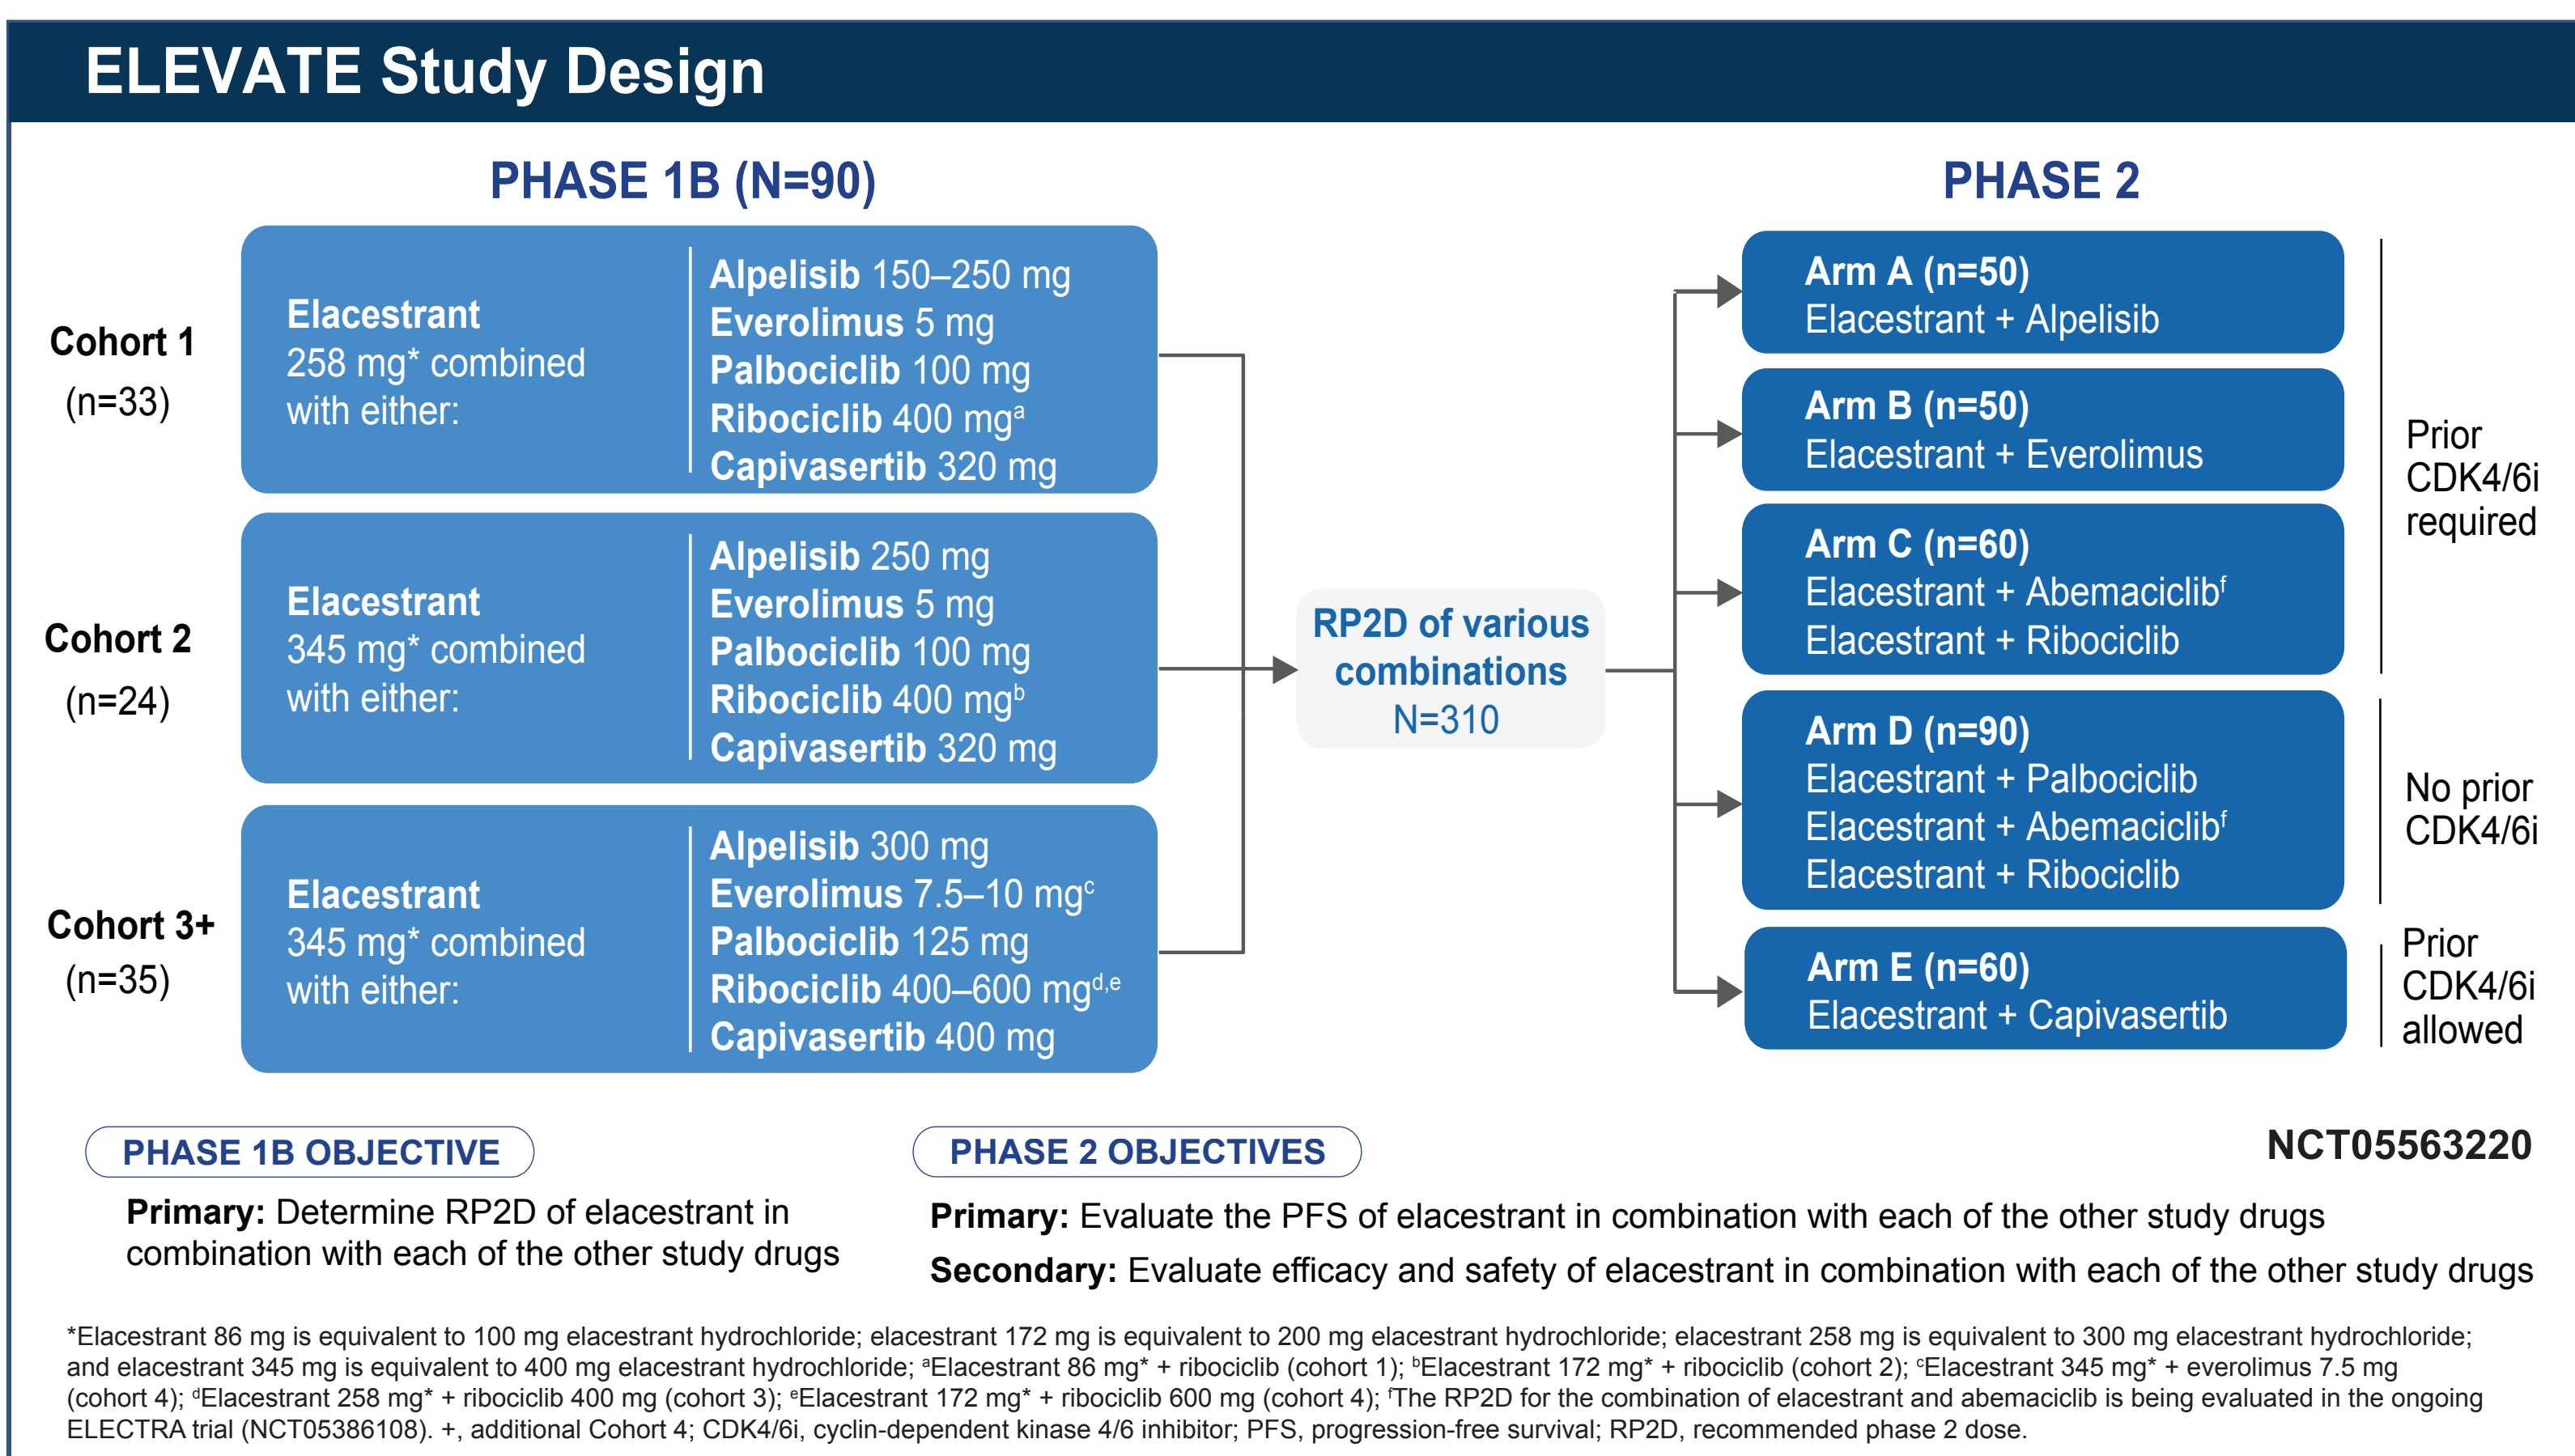 ELEVATE Study Design
PHASE 1B (N=90)
Cohort 1
(n=33)
Elacestrant
258 mg* combined
with either:
Alpelisib 150–250 mg
Everolimus 5 mg
Palbociclib 100 mg
Ribociclib 400 mgᵃ
Capivasertib 320 mg
Cohort 2
(n=24)
Elacestrant
345 mg* combined
with either:
Alpelisib 250 mg
Everolimus 5 mg
Palbociclib 100 mg
Ribociclib 400 mgᵇ
Capivasertib 320 mg
Cohort 3+
(n=35)
Elacestrant
345 mg* combined
with either:
Alpelisib 300 mg
Everolimus 7.5–10 mgᶜ
Palbociclib 125 mg
Ribociclib 400–600 mgᵈ,ᵉ
Capivasertib 400 mg
RP2D of various
combinations
N=310
PHASE 2
Arm A (n=50)
Elacestrant + Alpelisib
Arm B (n=50)
Elacestrant + Everolimus
Arm C (n=60)
Elacestrant + Abemaciclibᶠ
Elacestrant + Ribociclib
Prior
CDK4/6i
required
Arm D (n=90)
Elacestrant + Palbociclib
Elacestrant + Abemaciclibᶠ
Elacestrant + Ribociclib
No prior
CDK4/6i
Arm E (n=60)
Elacestrant + Capivasertib
Prior
CDK4/6i
allowed
PHASE 1B OBJECTIVE
Primary: Determine RP2D of elacestrant in
combination with each of the other study drugs
PHASE 2 OBJECTIVES
NCT05563220
Primary: Evaluate the PFS of elacestrant in combination with each of the other study drugs
Secondary: Evaluate efficacy and safety of elacestrant in combination with each of the other study drugs
*Elacestrant 86 mg is equivalent to 100 mg elacestrant hydrochloride; elacestrant 172 mg is equivalent to 200 mg elacestrant hydrochloride; elacestrant 258 mg is equivalent to 300 mg elacestrant hydrochloride;
and elacestrant 345 mg is equivalent to 400 mg elacestrant hydrochloride; ᵃElacestrant 86 mg* + ribociclib (cohort 1); ᵇElacestrant 172 mg* + ribociclib (cohort 2); ᶜElacestrant 345 mg* + everolimus 7.5 mg
(cohort 4); ᵈElacestrant 258 mg* + ribociclib 400 mg (cohort 3); ᵉElacestrant 172 mg* + ribociclib 600 mg (cohort 4); ᶠThe RP2D for the combination of elacestrant and abemaciclib is being evaluated in the ongoing
ELECTRA trial (NCT05386108). +, additional Cohort 4; CDK4/6i, cyclin-dependent kinase 4/6 inhibitor; PFS, progression-free survival; RP2D, recommended phase 2 dose.